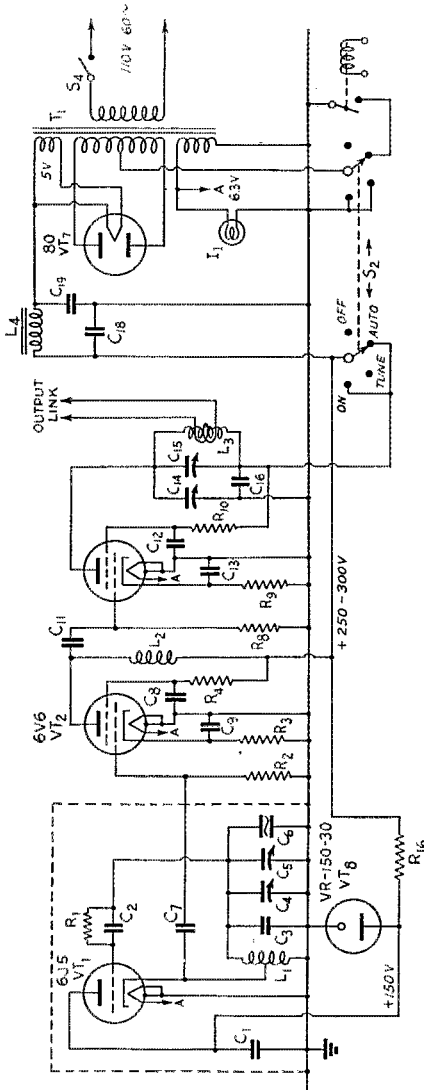 6J5
VT1
R1
C2
C7
C1
A
L1
C3
C4
C5
C6
VR-150-30
VT8
+150V
R16
6V6
VT2
A
C8
C9
R4
R3
R2
L2
C11
R8
A
C12
C13
R10
R9
+250-300V
OUTPUT
LINK
C14
C15
L3
C16
L4
C19
C18
80
VT7
5V
T1
S4
110V 60~
A
6.3V
I1
ON
OFF
AUTO
TUNE
S2